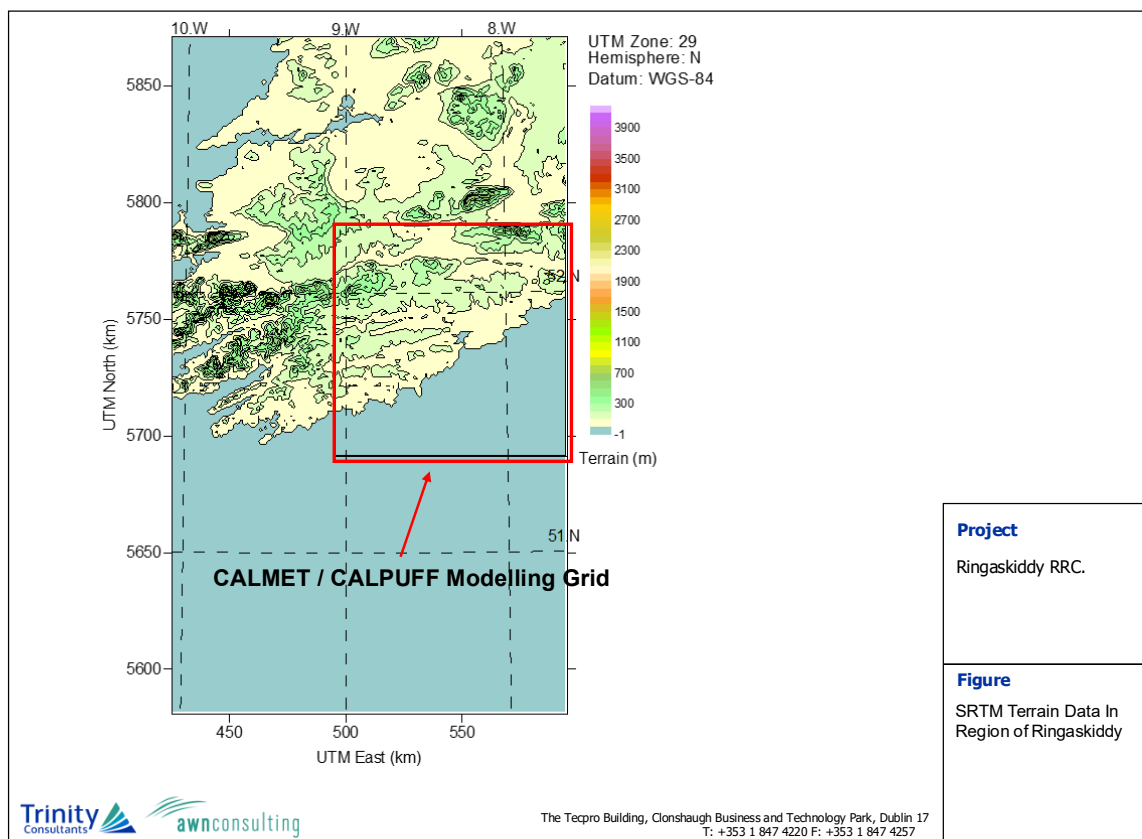 10.W
9.W
8.W
UTM Zone: 29
Hemisphere: N
Datum: WGS-84
5850
5800
5750
5700
5650
5600
UTM North (km)
52.N
51.N
3900
3500
3100
2700
2300
1900
1500
1100
700
300
-1
Terrain (m)
CALMET / CALPUFF Modelling Grid
450
500
550
UTM East (km)
Project
Ringaskiddy RRC.
Figure
SRTM Terrain Data In
Region of Ringaskiddy
Trinity
Consultants
awnconsulting
The Tecpro Building, Clonshaugh Business and Technology Park, Dublin 17
T: +353 1 847 4220 F: +353 1 847 4257